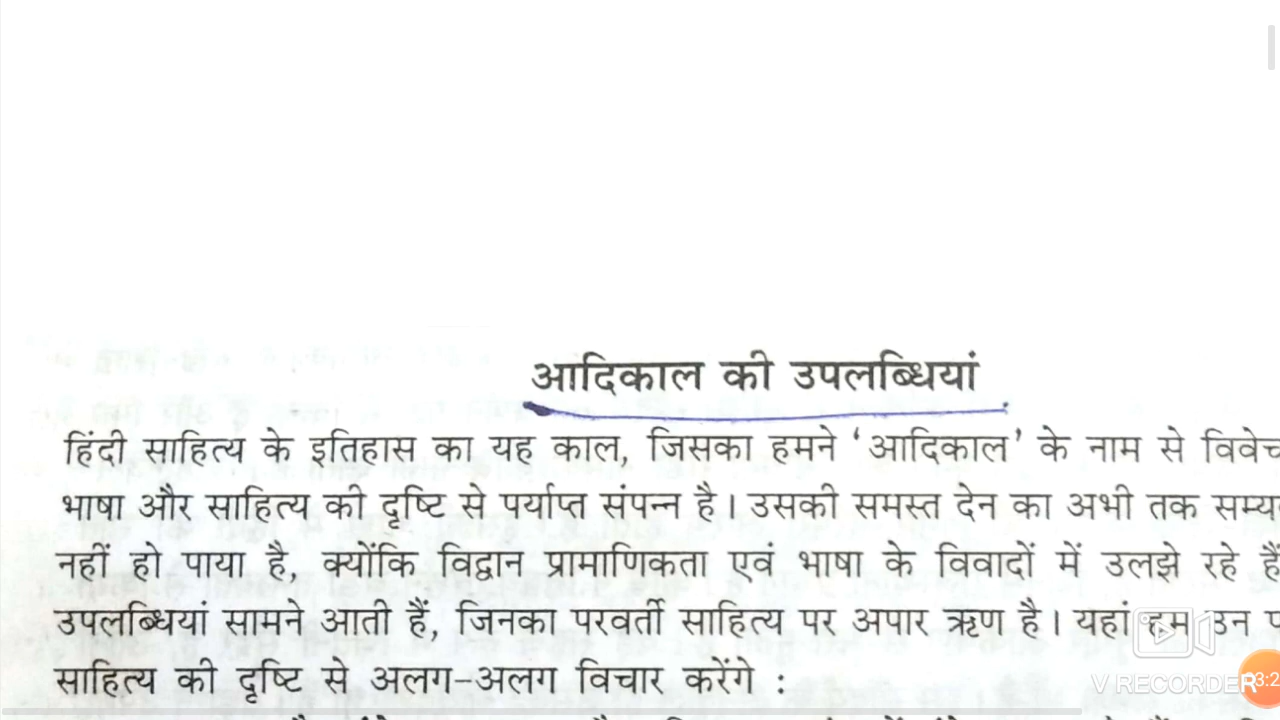 आदिकाल की उपलब्धियां
हिंदी साहित्य के इतिहास का यह काल, जिसका हमने ‘आदिकाल’ के नाम से
भाषा और साहित्य की दृष्टि से पर्याप्त संपन्न है। उसकी समस्त देन का अभी तक
नहीं हो पाया है, क्योंकि विद्वान प्रामाणिकता एवं भाषा के विवादों में उलझे रहे हैं
उपलब्धियां सामने आती हैं, जिनका परवर्ती साहित्य पर अपार ऋण है। यहां हम उन
साहित्य की दृष्टि से अलग-अलग विचार करेंगे :
V RECORDER